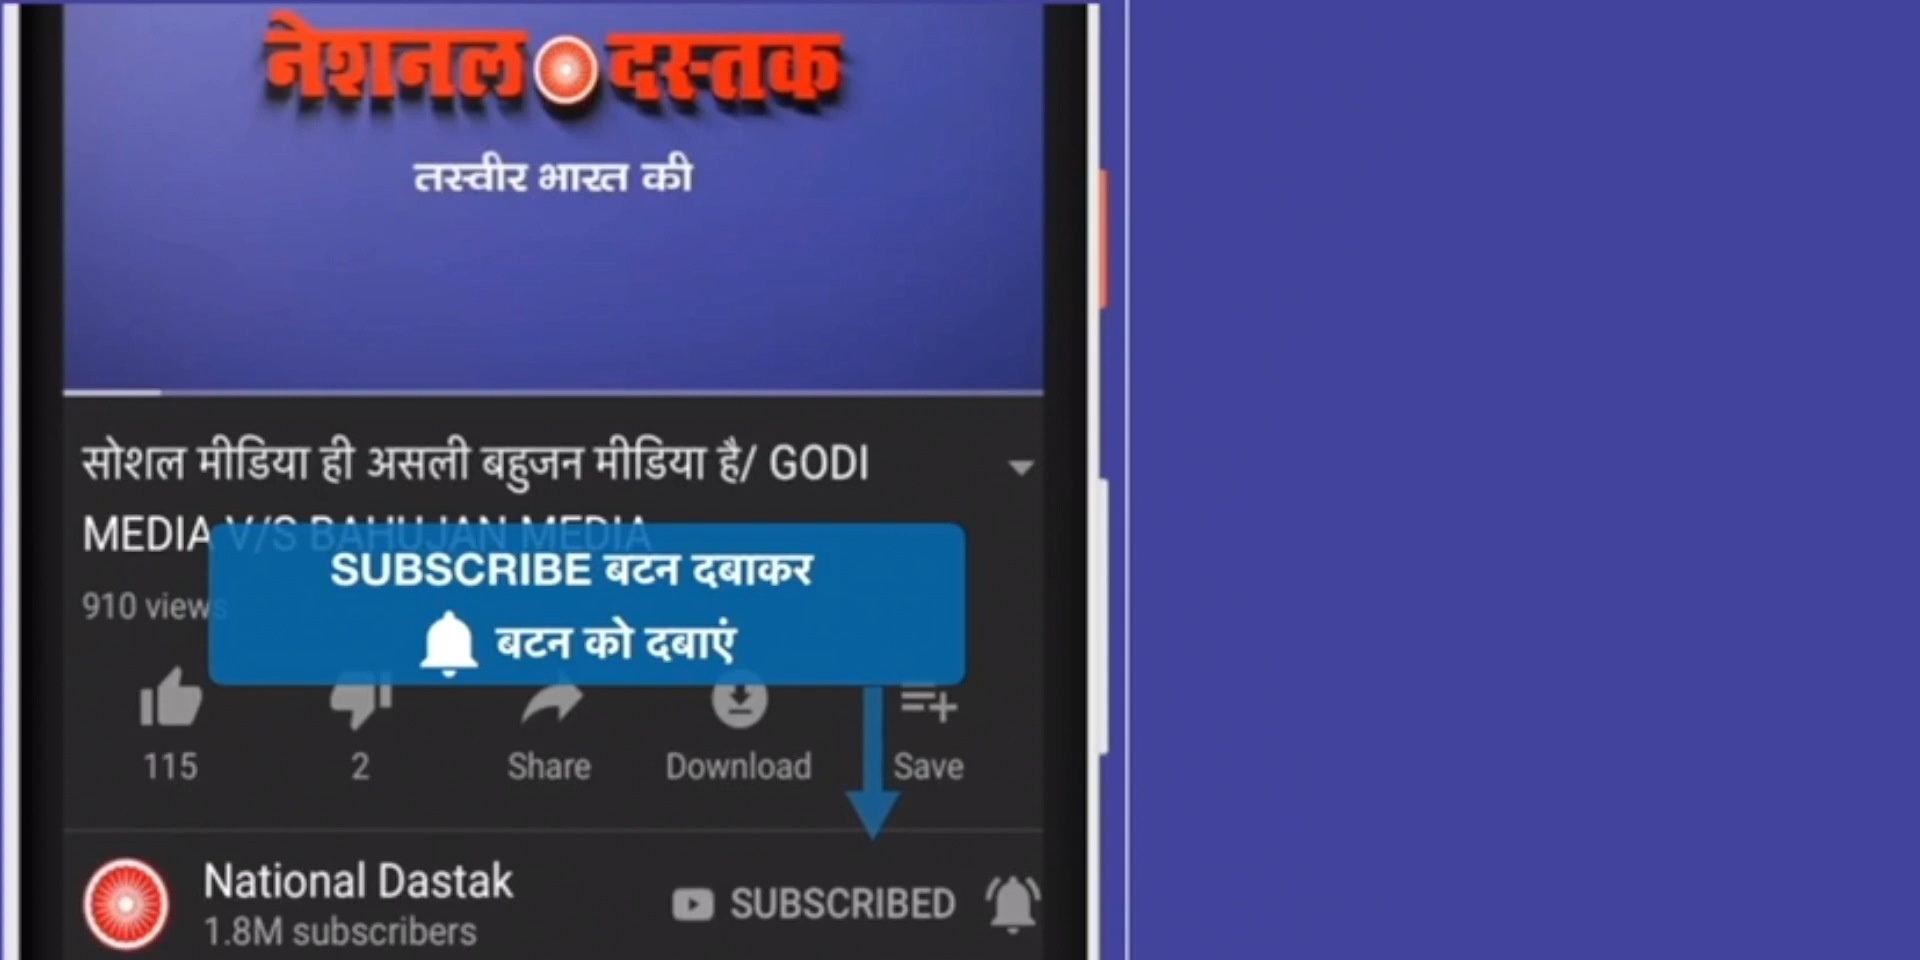 नेशनल दस्तक
तस्वीर भारत की
सोशल मीडिया ही असली बहुजन मीडिया है/ GODI
MEDIA V/S BAHUJAN MEDIA
SUBSCRIBE बटन दबाकर
बटन को दबाएं
910 views
115
2
Share
Download
Save
National Dastak
SUBSCRIBED
1.8M subscribers